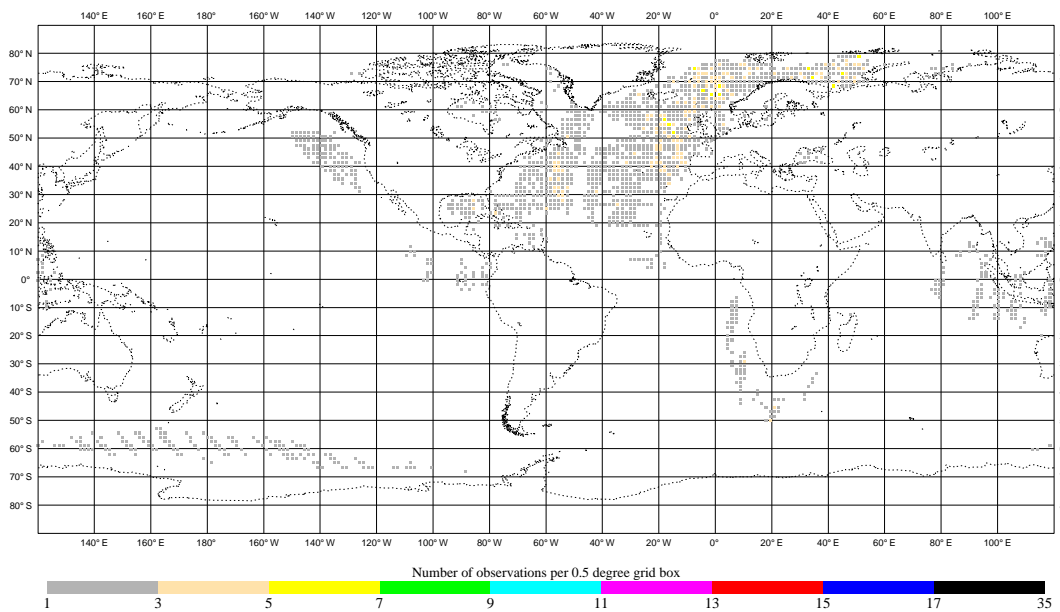 140° E 160° E 180° 160° W 140° W 120° W 100° W 80° W 60° W 40° W 20° W 0° 20° E 40° E 60° E 80° E 100° E
80° N
70° N
60° N
50° N
40° N
30° N
20° N
10° N
0°
10° S
20° S
30° S
40° S
50° S
60° S
70° S
80° S
140° E 160° E 180° 160° W 140° W 120° W 100° W 80° W 60° W 40° W 20° W 0° 20° E 40° E 60° E 80° E 100° E
Number of observations per 0.5 degree grid box
1 3 5 7 9 11 13 15 17 35